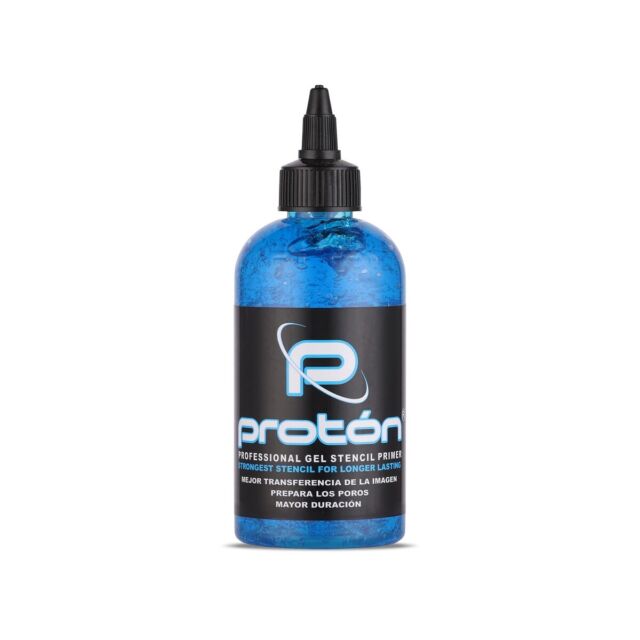 P
protón
PROFESSIONAL GEL STENCIL PRIMER
STRONGEST STENCIL FOR LONGER LASTING
MEJOR TRANSFERENCIA DE LA IMAGEN
PREPARA LOS POROS
MAYOR DURACIÓN